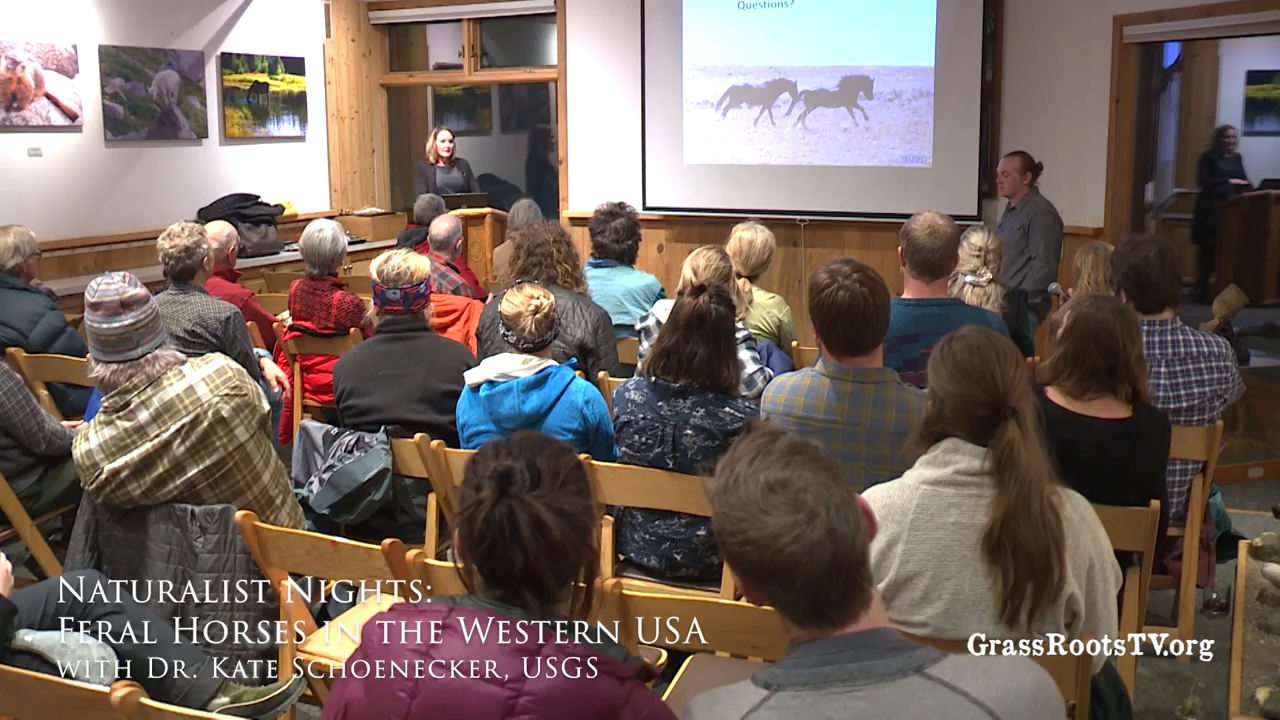 Questions?
Naturalist Nights:
Feral Horses in the Western USA
with Dr. Kate Schoenecker, USGS
GrassRootsTV.org